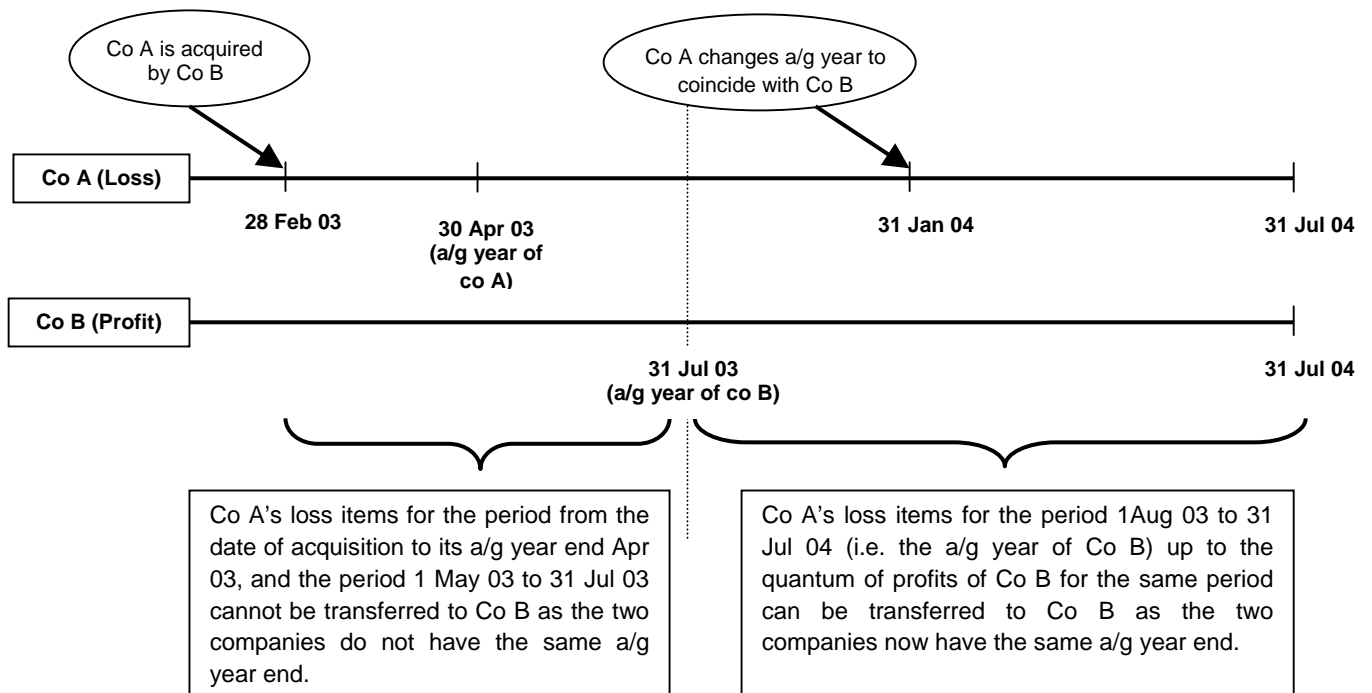 Co A is acquired
by Co B
Co A changes a/g year to
coincide with Co B
Co A (Loss)
28 Feb 03
30 Apr 03
(a/g year of
co A)
31 Jan 04
31 Jul 04
Co B (Profit)
31 Jul 03
(a/g year of co B)
31 Jul 04
Co A's loss items for the period from the
date of acquisition to its a/g year end Apr
03, and the period 1 May 03 to 31 Jul 03
cannot be transferred to Co B as the two
companies do not have the same a/g
year end.
Co A's loss items for the period 1Aug 03 to 31
Jul 04 (i.e. the a/g year of Co B) up to the
quantum of profits of Co B for the same period
can be transferred to Co B as the two
companies now have the same a/g year end.